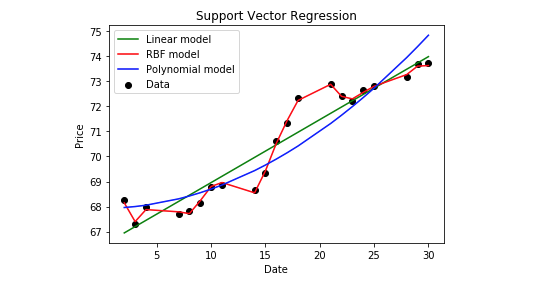 Support Vector Regression
75
74
73
72
71
70
69
68
67
Price
Linear model
RBF model
Polynomial model
Data
5
10
15
20
25
30
Date